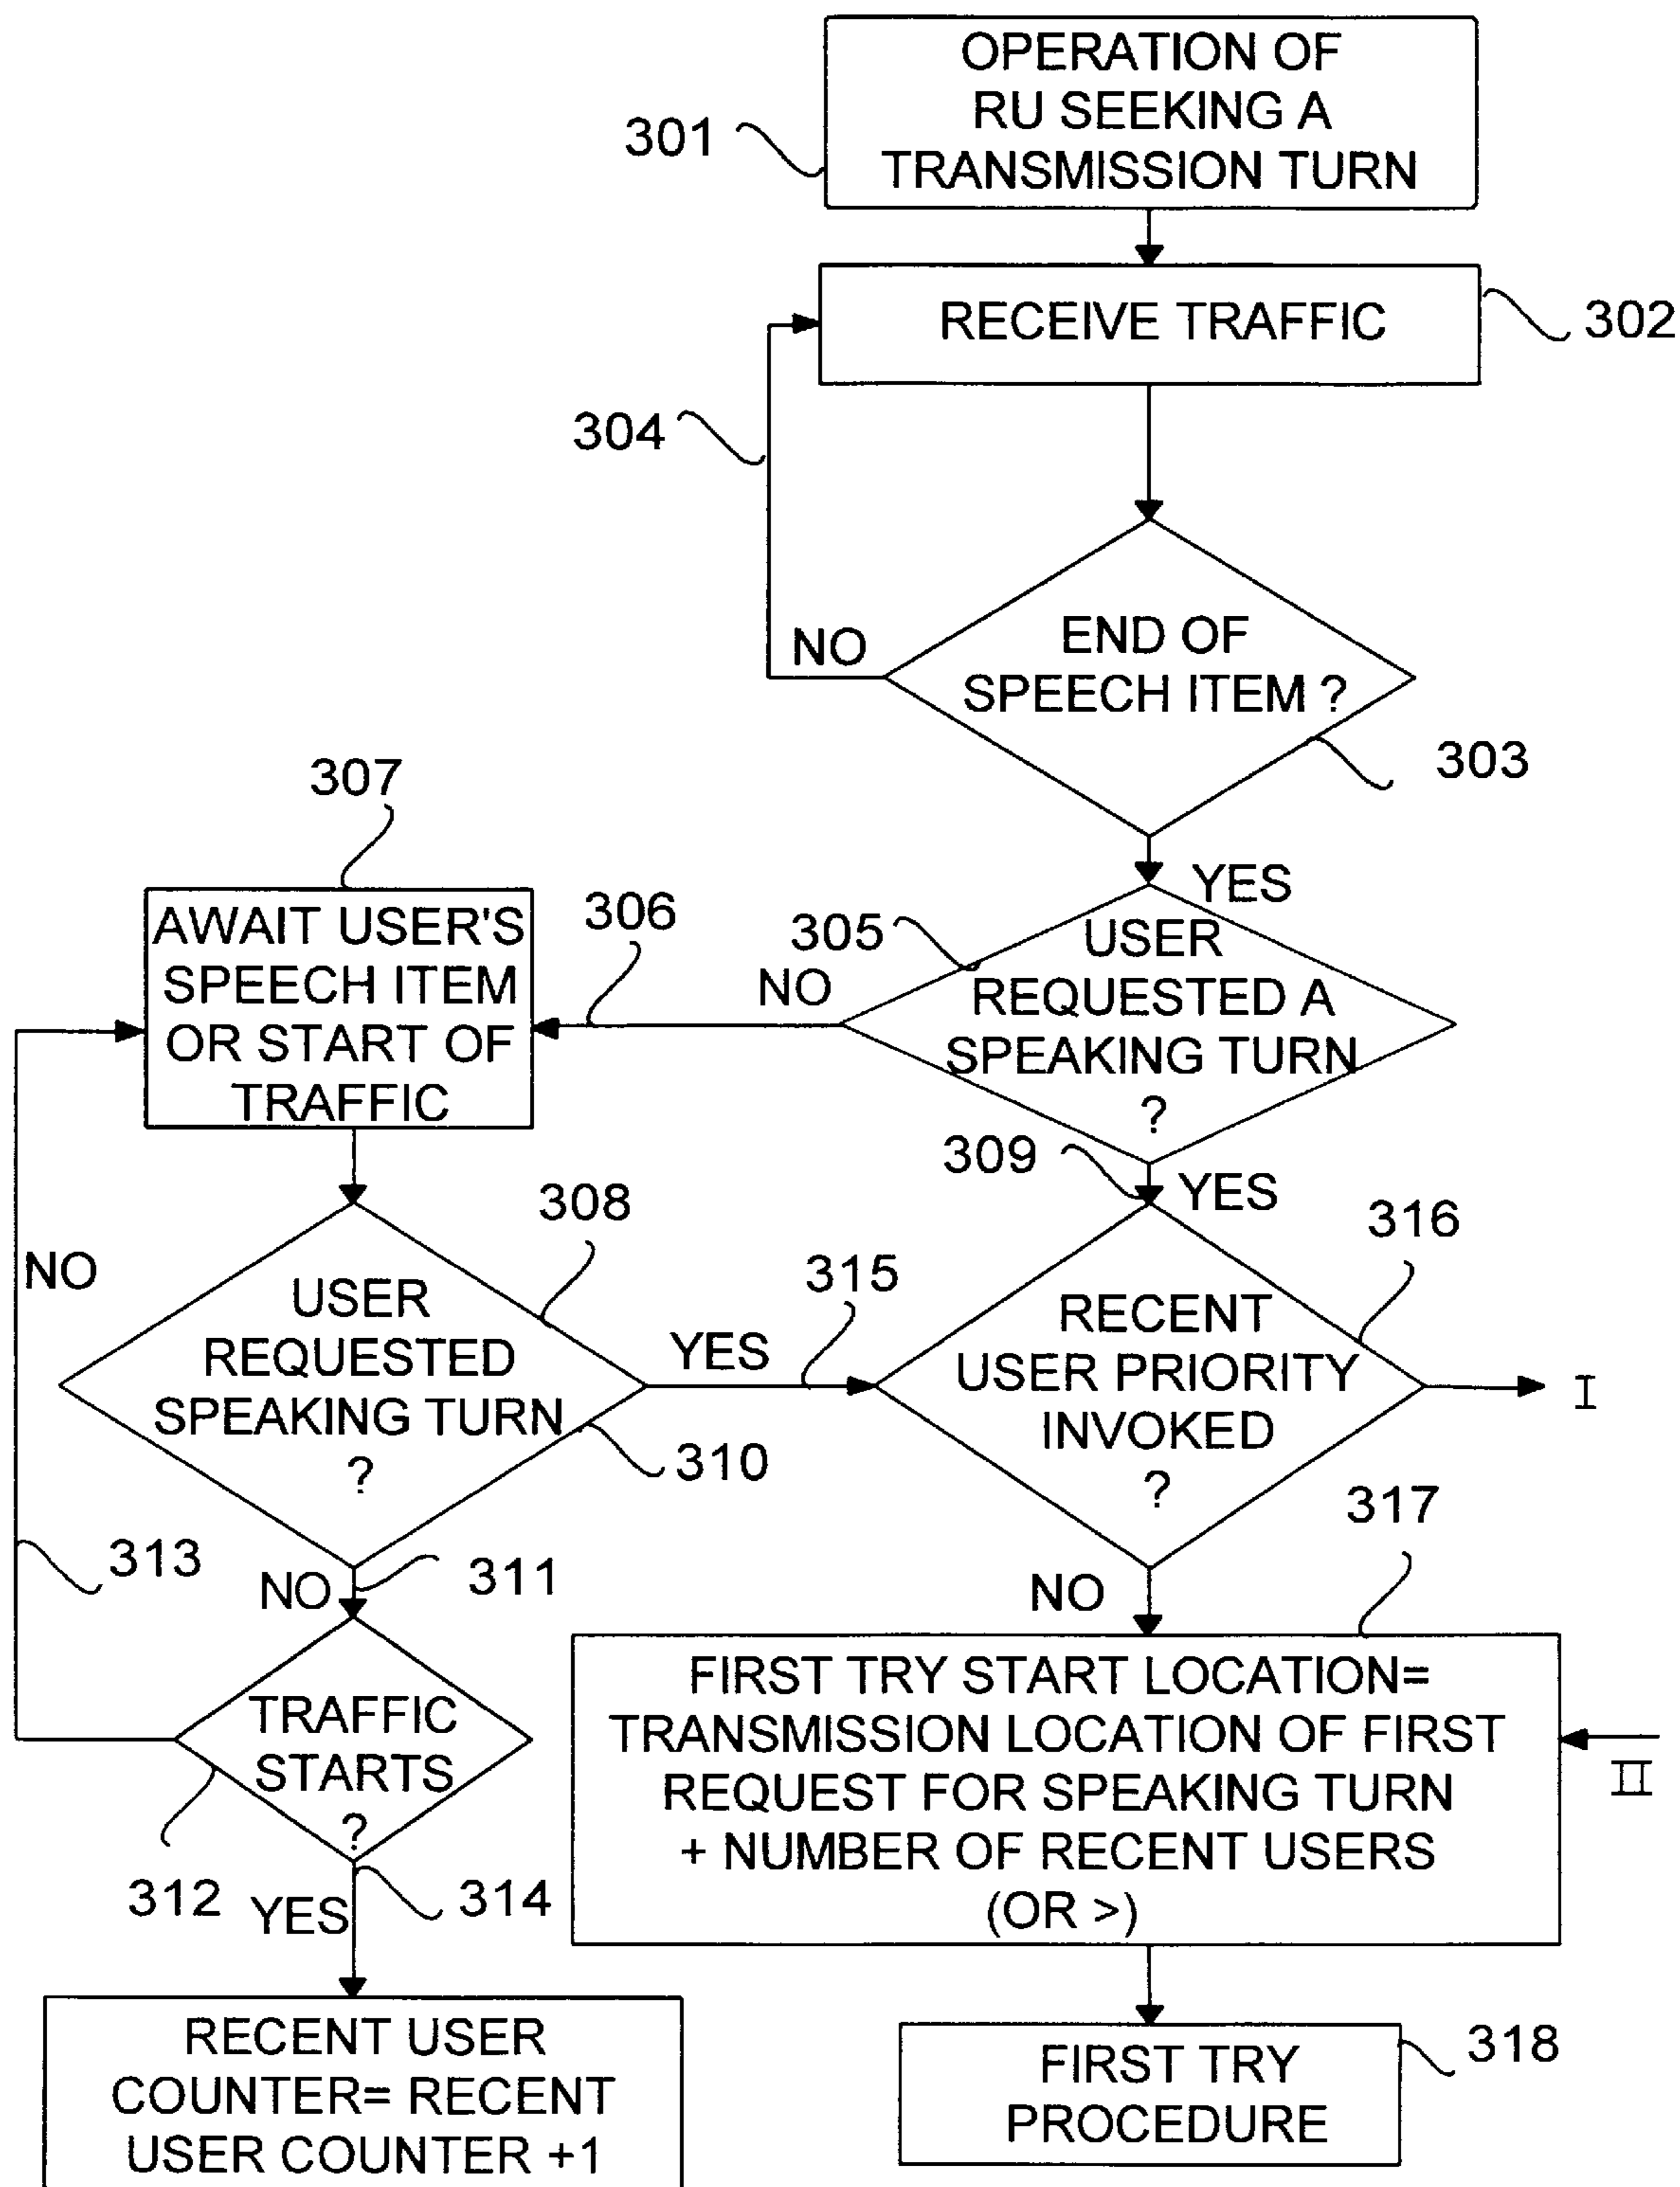 OPERATION OF
RU SEEKING A
TRANSMISSION TURN
301
RECEIVE TRAFFIC
302
304
NO
END OF
SPEECH ITEM ?
303
YES
307
AWAIT USER'S
SPEECH ITEM
OR START OF
TRAFFIC
306
305
NO
USER
REQUESTED A
SPEAKING TURN
?
309
YES
308
NO
USER
REQUESTED
SPEAKING TURN
?
310
YES
315
316
RECENT
USER PRIORITY
INVOKED
?
I
313
NO
311
NO
317
TRAFFIC
STARTS
?
312
YES
314
FIRST TRY START LOCATION=
TRANSMISSION LOCATION OF FIRST
REQUEST FOR SPEAKING TURN
+ NUMBER OF RECENT USERS
(OR >)
II
RECENT USER
COUNTER= RECENT
USER COUNTER +1
FIRST TRY
PROCEDURE
318